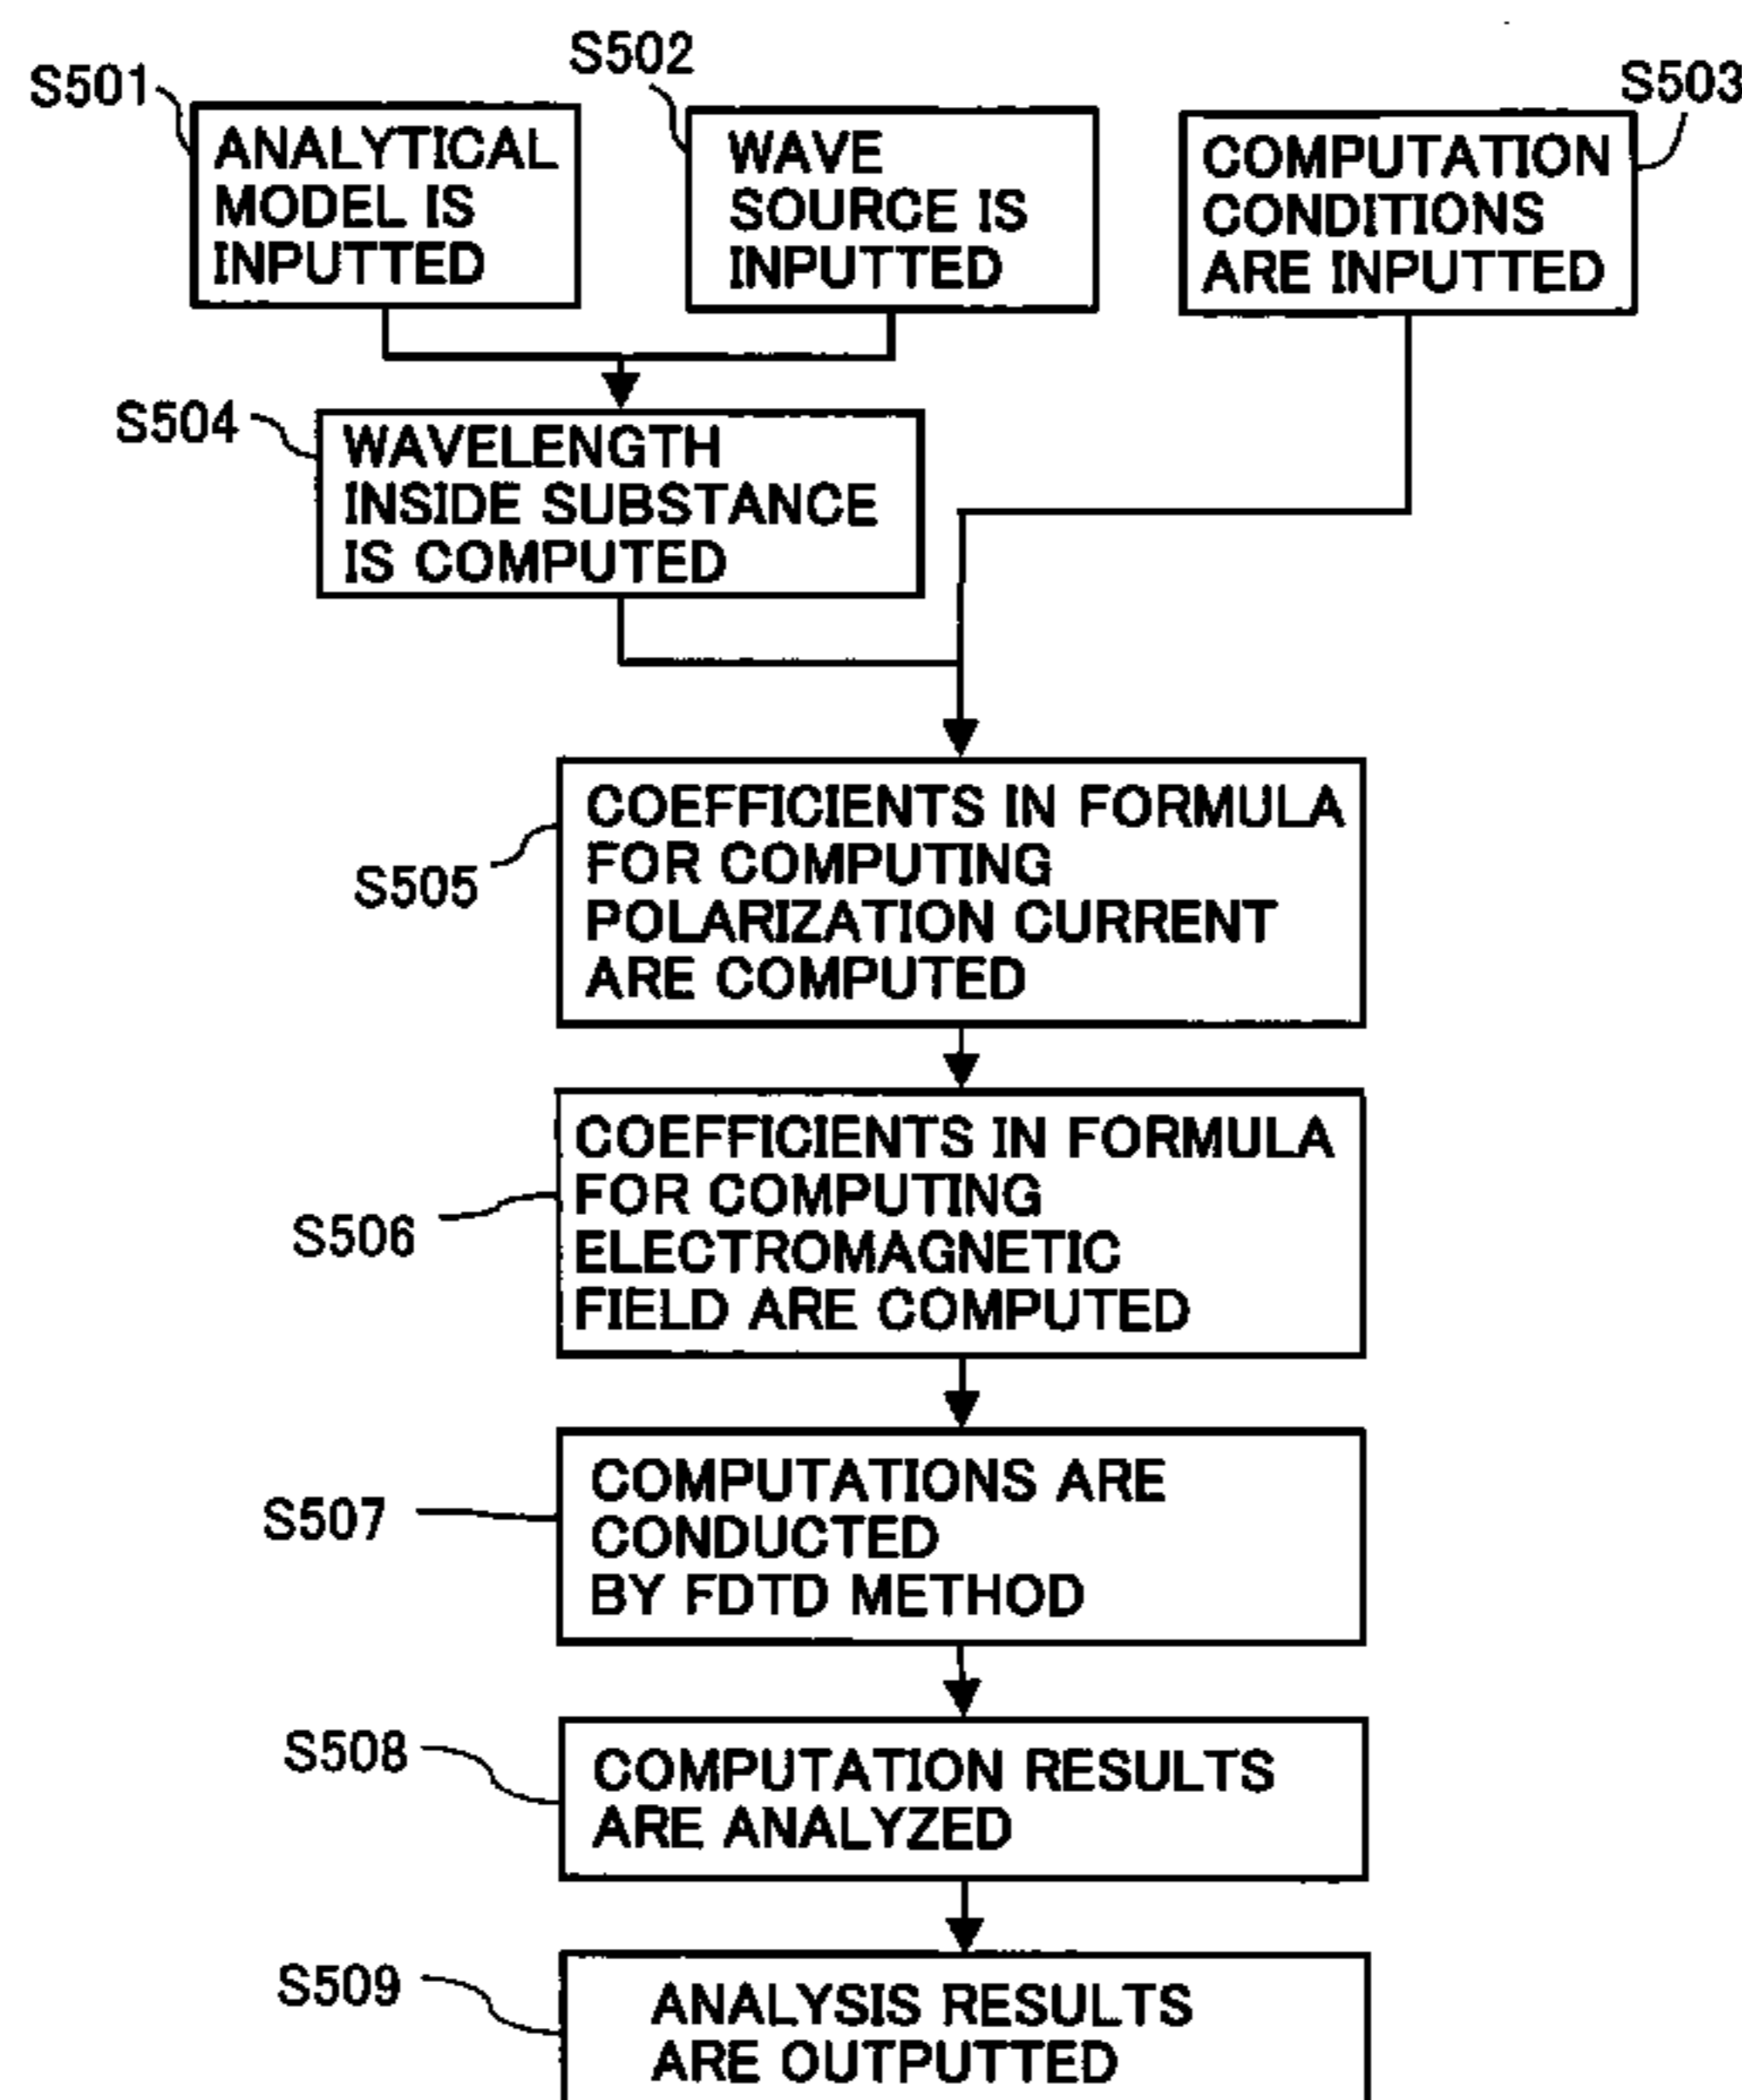 S501
ANALYTICAL
MODEL IS
INPUTTED
S502
WAVE
SOURCE IS
INPUTTED
S503
COMPUTATION
CONDITIONS
ARE INPUTTED
S504
WAVELENGTH
INSIDE SUBSTANCE
IS COMPUTED
S505
COEFFICIENTS IN FORMULA
FOR COMPUTING
POLARIZATION CURRENT
ARE COMPUTED
S506
COEFFICIENTS IN FORMULA
FOR COMPUTING
ELECTROMAGNETIC
FIELD ARE COMPUTED
S507
COMPUTATIONS ARE
CONDUCTED
BY FDTD METHOD
S508
COMPUTATION RESULTS
ARE ANALYZED
S509
ANALYSIS RESULTS
ARE OUTPUTTED